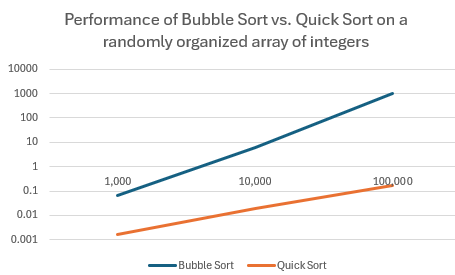 Performance of Bubble Sort vs. Quick Sort on a
randomly organized array of integers
10000
1000
100
10
1
1,000 10,000 100,000
0.1
0.01
0.001
Bubble Sort Quick Sort